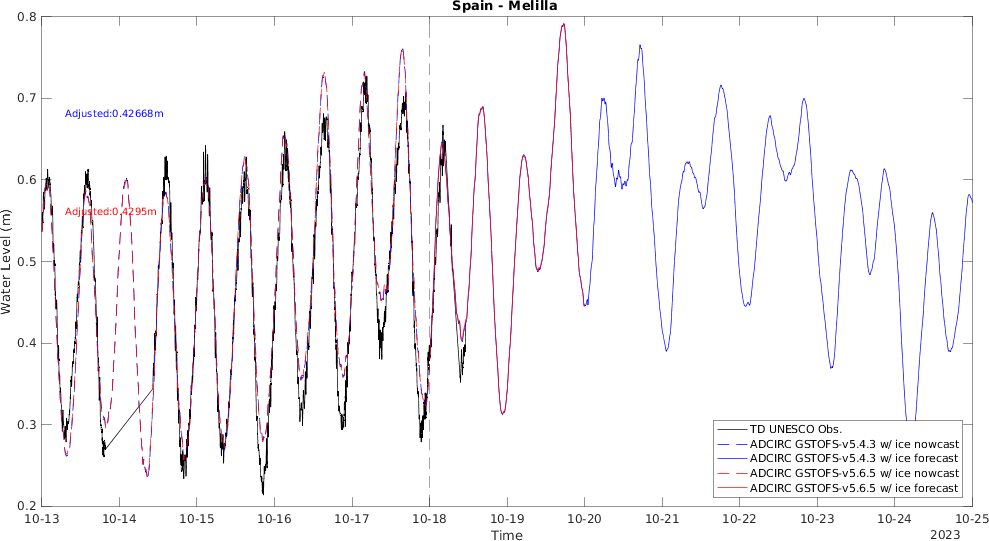 Spain - Melilla
0.8
0.7
0.6
0.5
0.4
0.3
0.2
Water Level (m)
Adjusted:0.42668m
Adjusted:0.4295m
TD UNESCO Obs.
ADCIRC GSTOFS-v5.4.3 w/ ice nowcast
ADCIRC GSTOFS-v5.4.3 w/ ice forecast
ADCIRC GSTOFS-v5.6.5 w/ ice nowcast
ADCIRC GSTOFS-v5.6.5 w/ ice forecast
10-13 10-14 10-15 10-16 10-17 10-18 10-19 10-20 10-21 10-22 10-23 10-24 10-25
Time
2023